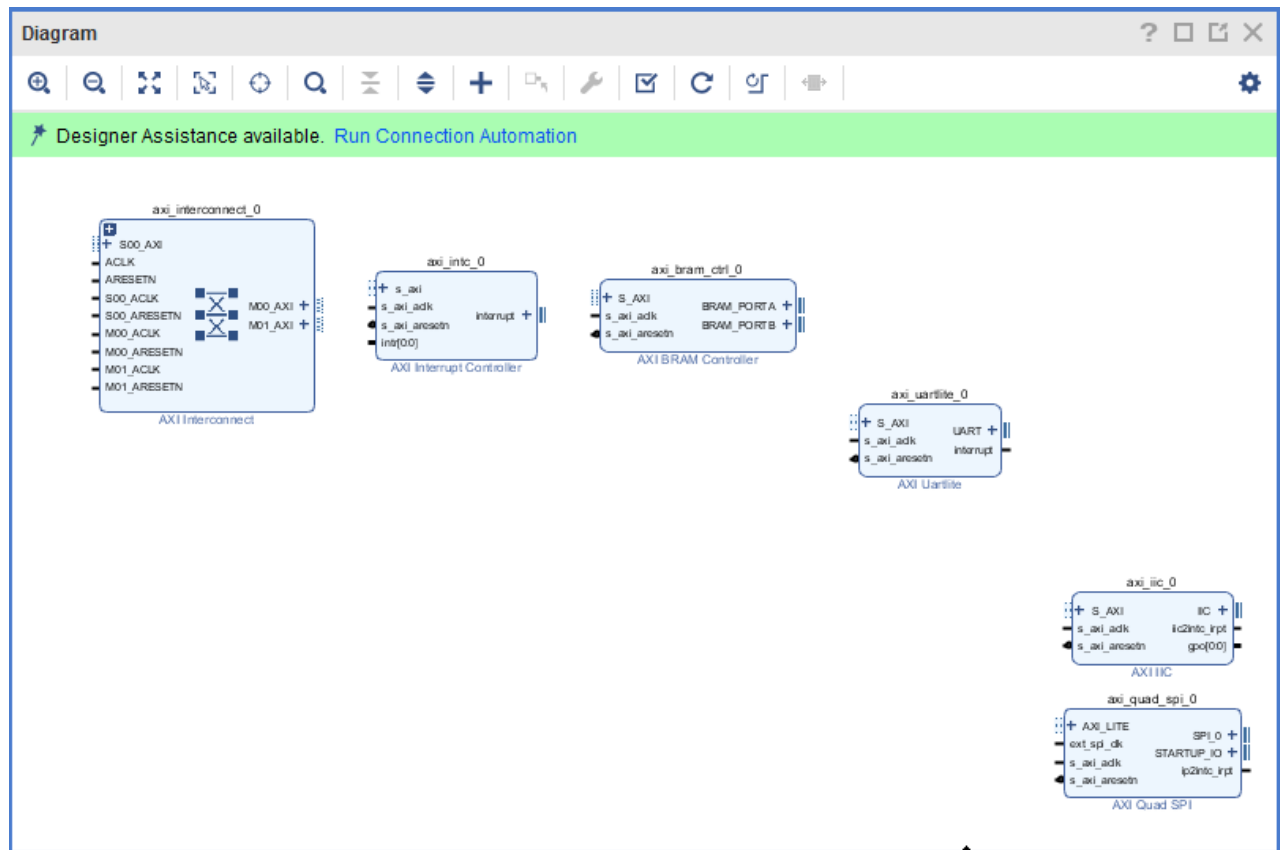 Diagram
Designer Assistance available. Run Connection Automation
axi_interconnect_0
S00_AXI
ACLK
ARESETN
S00_ACLK
S00_ARESETN
M00_ACLK
M00_ARESETN
M01_ACLK
M01_ARESETN
M00_AXI
M01_AXI
AXI Interconnect
axi_intc_0
s_axi
s_axi_aclk
s_axi_aresetn
intr[0:0]
interrupt
AXI Interrupt Controller
axi_bram_ctrl_0
S_AXI
s_axi_aclk
s_axi_aresetn
BRAM_PORTA
BRAM_PORTB
AXI BRAM Controller
axi_uartlite_0
S_AXI
s_axi_aclk
s_axi_aresetn
UART
interrupt
AXI Uartlite
axi_iic_0
S_AXI
s_axi_aclk
s_axi_aresetn
IIC
iic2intc_irpt
gpo[0:0]
AXI IIC
axi_quad_spi_0
AXI_LITE
ext_spi_clk
s_axi_aclk
s_axi_aresetn
SPI_0
STARTUP_IO
ip2intc_irpt
AXI Quad SPI